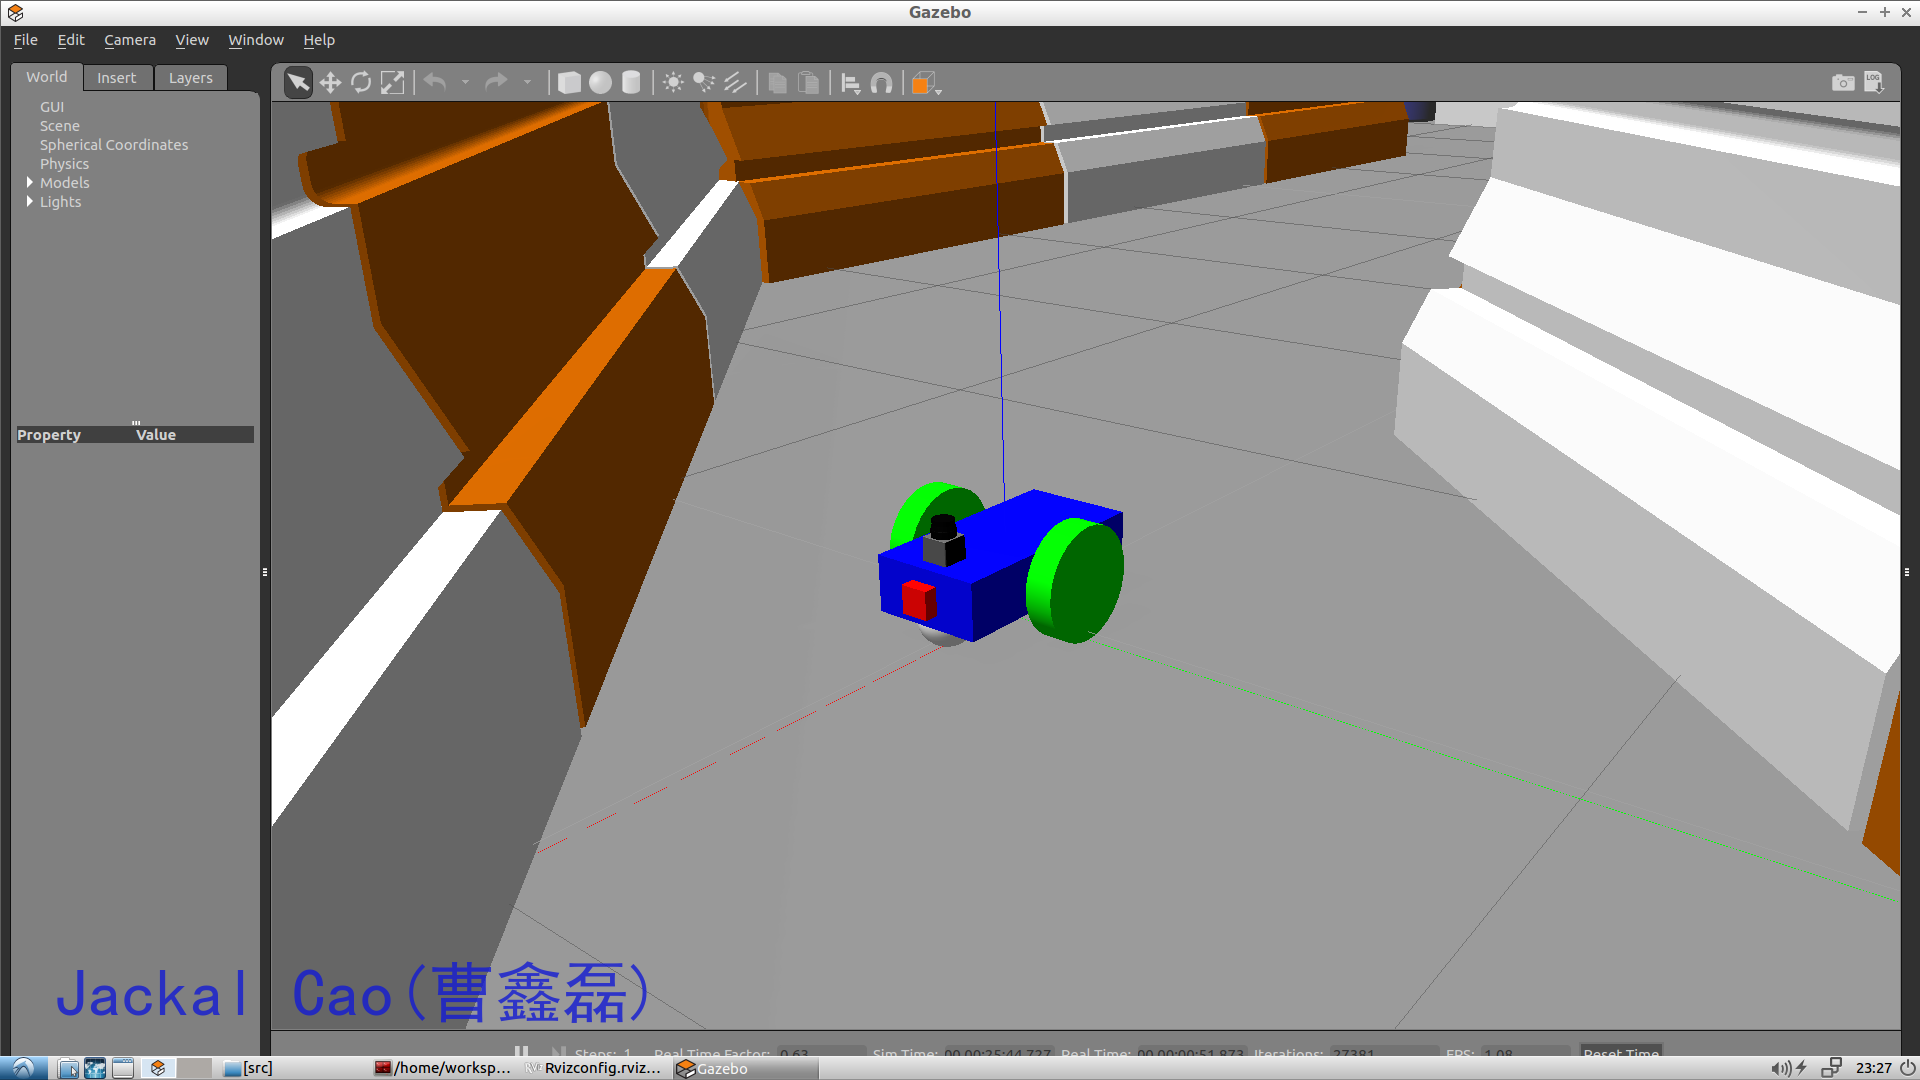 Gazebo
File Edit Camera View Window Help
World Insert Layers
LOG
GUI
Scene
Spherical Coordinates
Physics
Models
Lights
Property Value
Jackal Cao(曹鑫磊)
Steps: 1 Real Time Factor: 0.63 Sim Time: 00 00:25:44.727 Real Time: 00 00:00:51.873 Iterations: 27381 FPS: 1.08 Reset Time
[src] /home/worksp... Rvizconfig.rviz... Gazebo 23:27